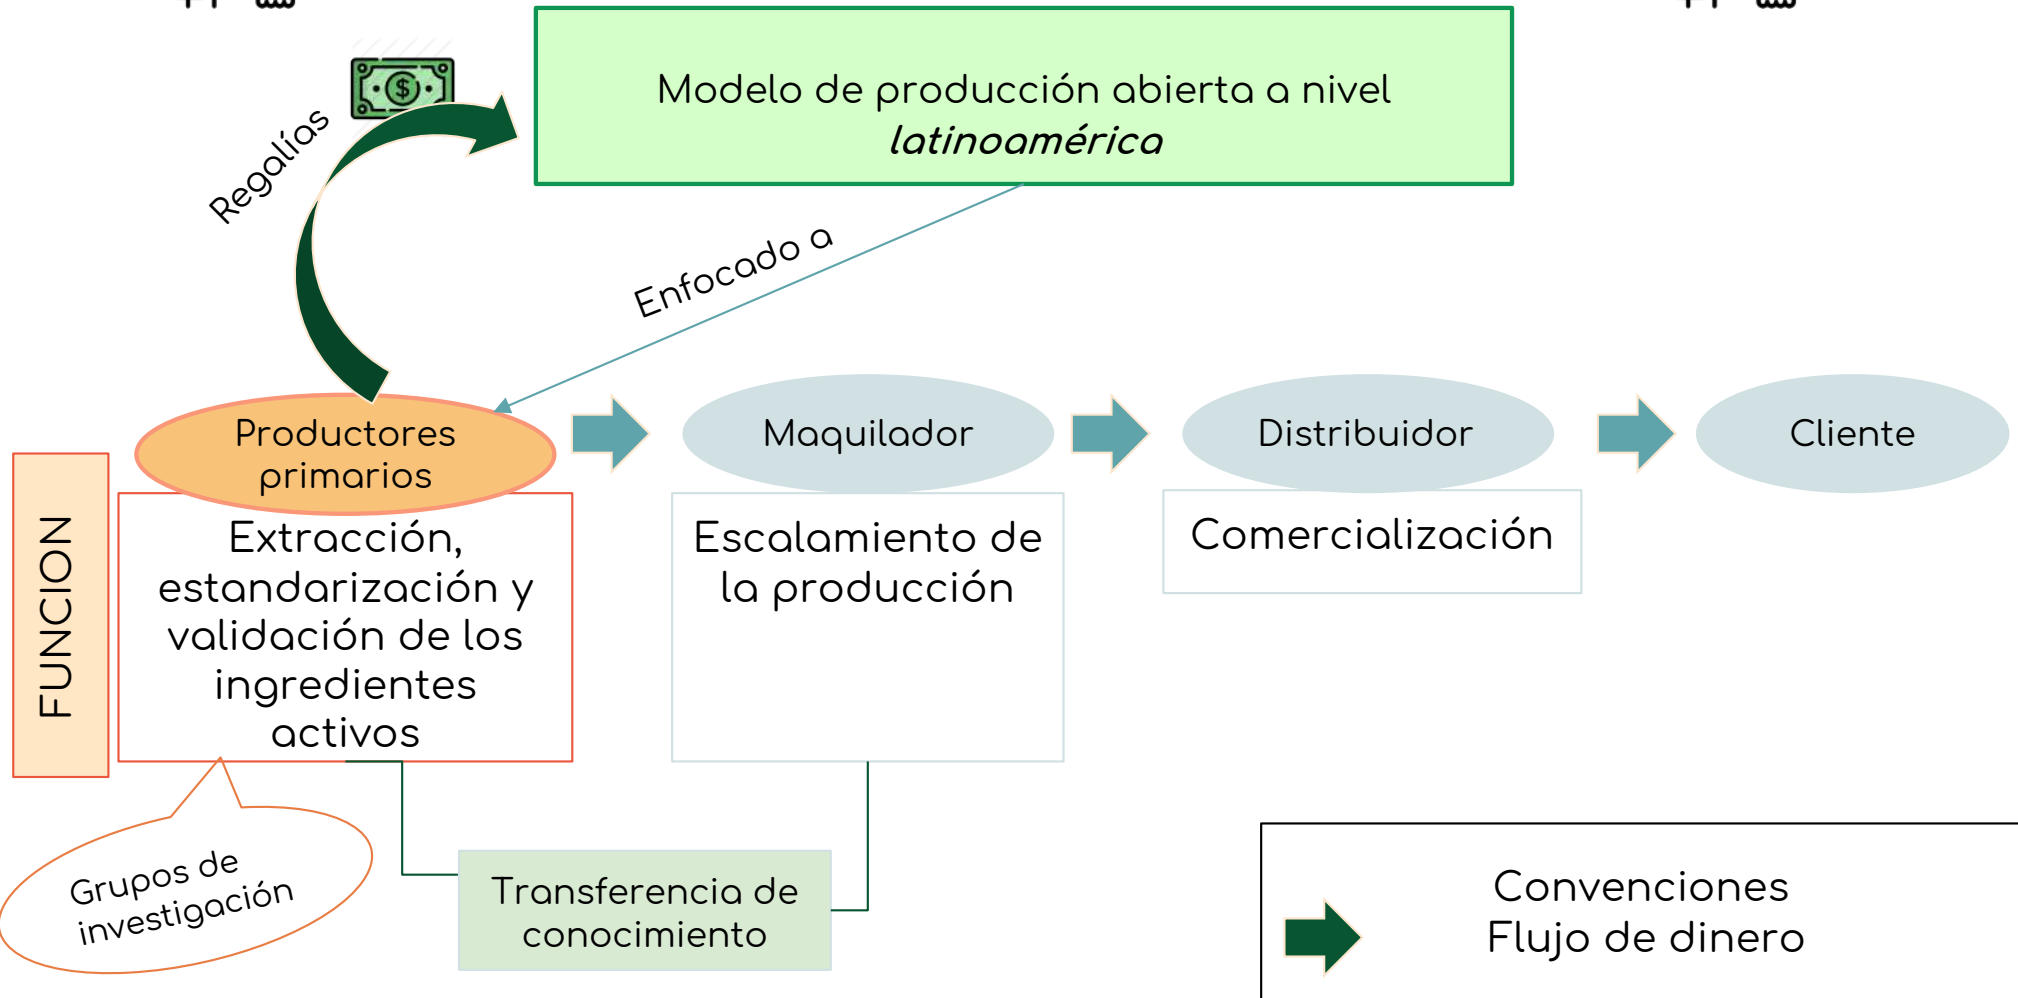 Modelo de producción abierta a nivel
latinoamérica
Regalías
Enfocado a
Productores
primarios
Maquilador
Distribuidor
Cliente
FUNCION
Extracción,
estandarización y
validación de los
ingredientes
activos
Escalamiento de
la producción
Comercialización
Grupos de
investigación
Transferencia de
conocimiento
Convenciones
Flujo de dinero